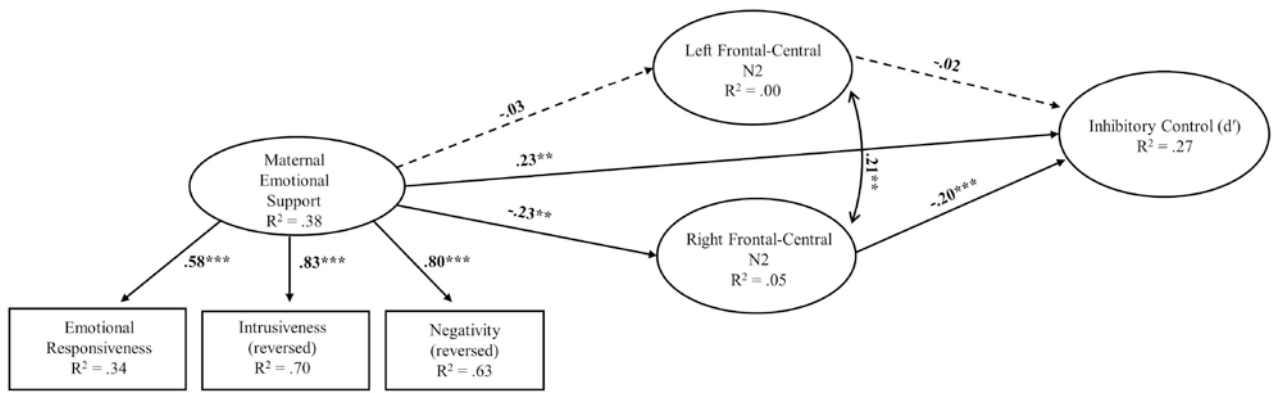 Left Frontal-Central
N2
R² = .00
-.02
Inhibitory Control (d′)
R² = .27
-.03
Maternal
Emotional
Support
R² = .38
.23**
.21**
-.23**
-.20***
Right Frontal-Central
N2
R² = .05
.58***
.83***
.80***
Emotional
Responsiveness
R² = .34
Intrusiveness
(reversed)
R² = .70
Negativity
(reversed)
R² = .63